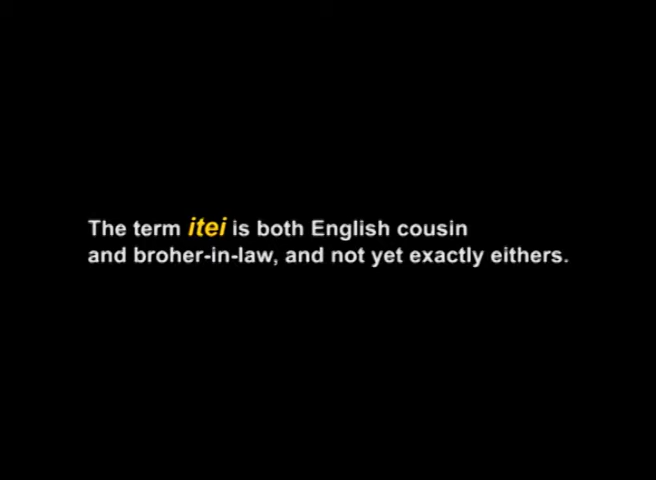 The term itei is both English cousin
and broher-in-law, and not yet exactly eithers.